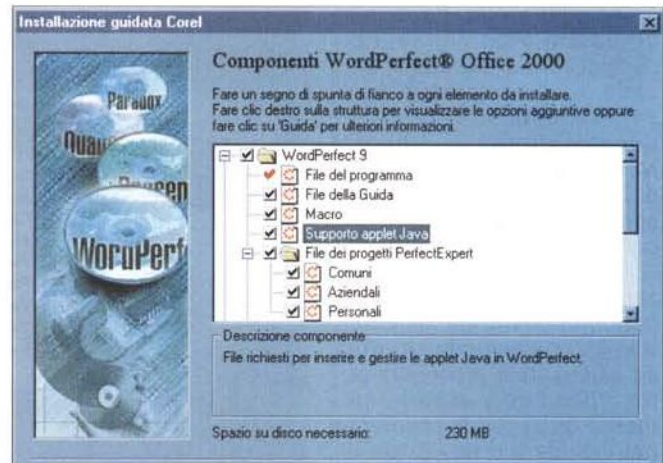 Installazione guidata Corel
Paradox
WordPerf
Componenti WordPerfect® Office 2000
Fare un segno di spunta di fianco a ogni elemento da installare.
Fare clic destro sulla struttura per visualizzare le opzioni aggiuntive oppure
fare clic su 'Guida' per ulteriori informazioni.
WordPerfect 9
File del programma
File della Guida
Macro
Supporto applet Java
File dei progetti PerfectExpert
Comuni
Aziendali
Personali
Descrizione componente
File richiesti per inserire e gestire le applet Java in WordPerfect.
Spazio su disco necessario: 230 MB